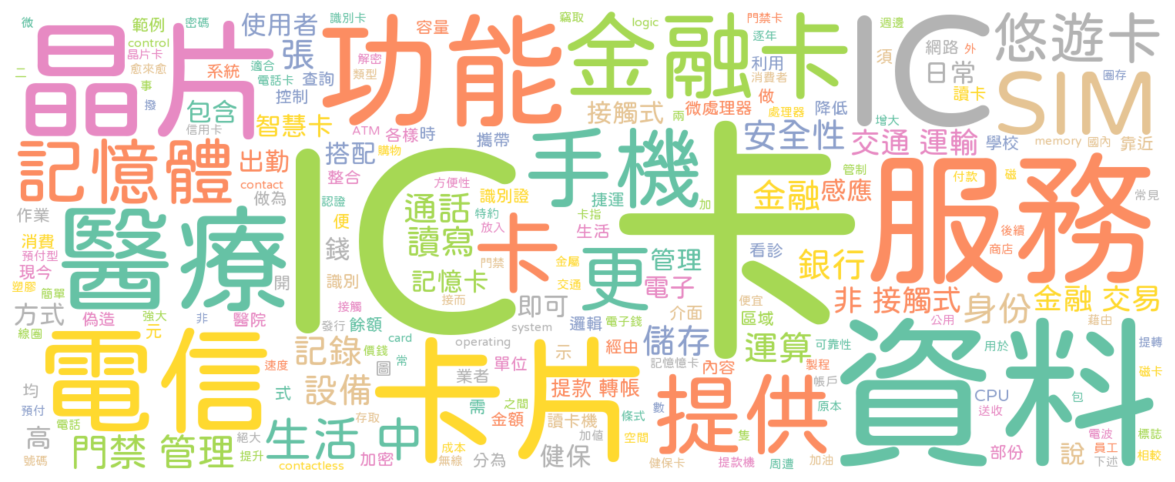 微
範例
使用者
識別卡
竊取
logic
門禁卡
週邊
外
密碼
control
晶片卡
愈來愈
張
容量
逐年
網路
悠遊卡
二
晶片
適合
解密
功能
金融卡
利用
須
IC
日常
圈存
事
系統
電話卡
查詢
類型
消費者
讀卡
SIM
撥
包含
控制
接觸式
微處理器
做
信用卡
智慧卡
ATM
各樣
時
兩
處理器
降低
增大
記憶體
出勤
搭配
購物
攜帶
手機
安全性
交通 運輸
學校
memory
國內
靠近
contact
整合
方便性
識別證
管制
付款
磁
做為
認證
特約
捷運
加
金融
感應
常見
作業
IC 卡
通話
放入
卡指
服務
醫療
便
讀寫
卡
生活
後續
消費
錢
門禁
看診
商店
預付型
金屬
更
管理
銀行
現今
識別
記憶卡
交通
電子
塑膠
簡單
開
接觸
接而
便宜
非 接觸式
身份
金融 交易
方式
偽造
強大
非
醫院
發行
餘額
即可
邏輯
電子錢
介面
區域
公用
藉由
線圈
元
system
儲存
可靠性
用於
提轉
電信
記錄
價錢
card
operating
運算
資料
卡片
業者
單位
示
經由
記憶憶卡
製程
磁卡
均
速度
設備
圖
常
提款 轉帳
內容
帳戶
預付
式
需
之間
提供
CPU
包
高
電話
存取
讀卡機
金額
條式
數
原本
送收
門禁 管理
絕大
生活 中
成本
加值
空間
隻
電波
標誌
號碼
提升
加密
無線
分為
健保
健保卡
提款機
周遭
加油
部份
說
員工
下述
相較
contactless